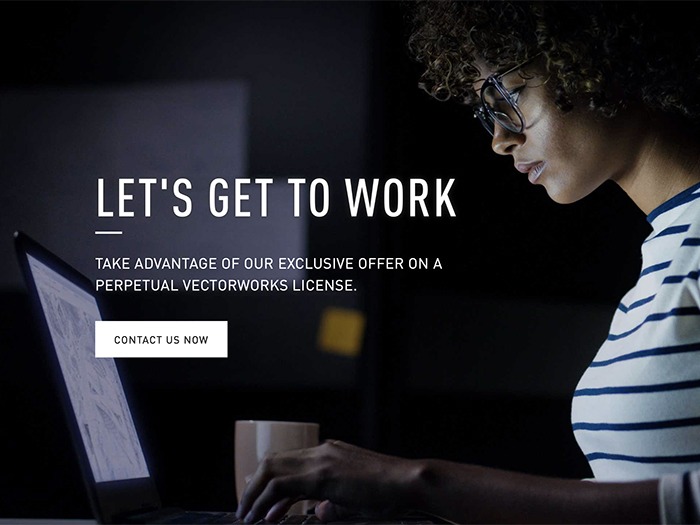 LET'S GET TO WORK
TAKE ADVANTAGE OF OUR EXCLUSIVE OFFER ON A
PERPETUAL VECTORWORKS LICENSE.
CONTACT US NOW